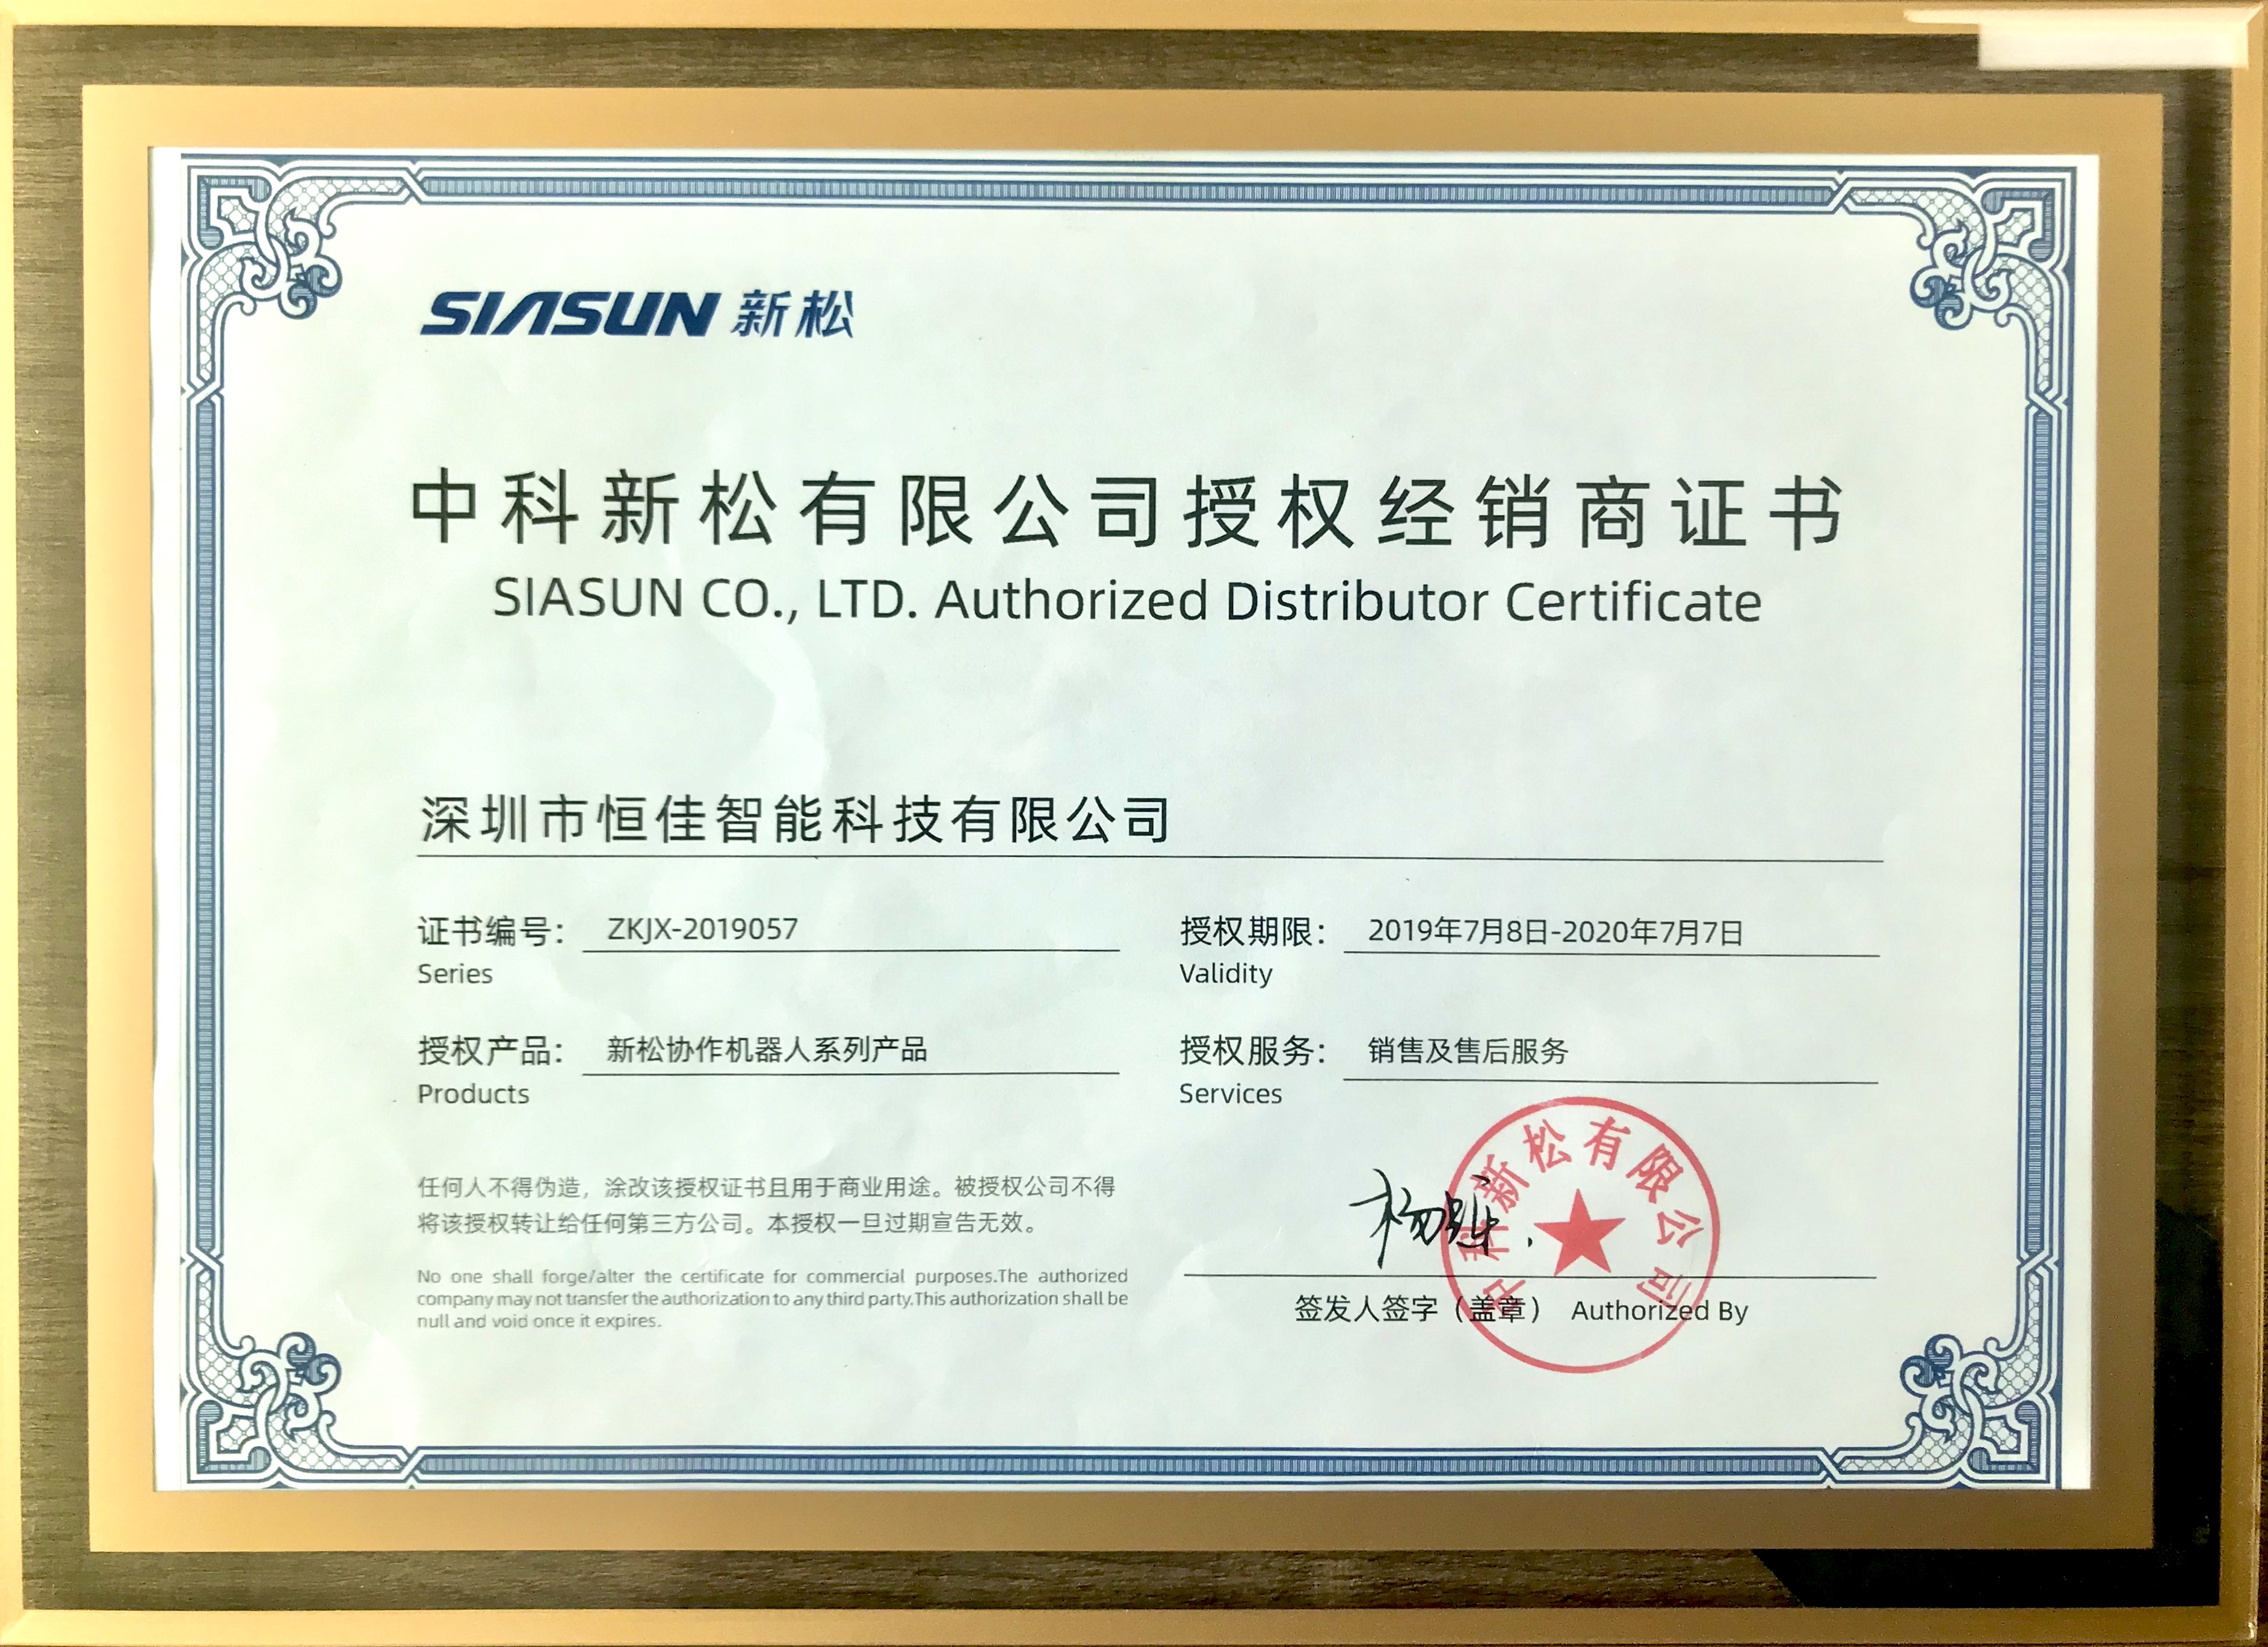 SIASUN 新松
中科新松有限公司授权经销商证书
SIASUN CO., LTD. Authorized Distributor Certificate
深圳市恒佳智能科技有限公司
证书编号： ZKJX-2019057
Series
授权期限： 2019年7月8日-2020年7月7日
Validity
授权产品： 新松协作机器人系列产品
Products
授权服务： 销售及售后服务
Services
任何人不得伪造，涂改该授权证书且用于商业用途。被授权公司不得
将该授权转让给任何第三方公司。本授权一旦过期宣告无效。
No one shall forge/alter the certificate for commercial purposes.The authorized
company may not transfer the authorization to any third party.This authorization shall be
null and void once it expires.
中科新松有限公司
签发人签字（盖章） Authorized By